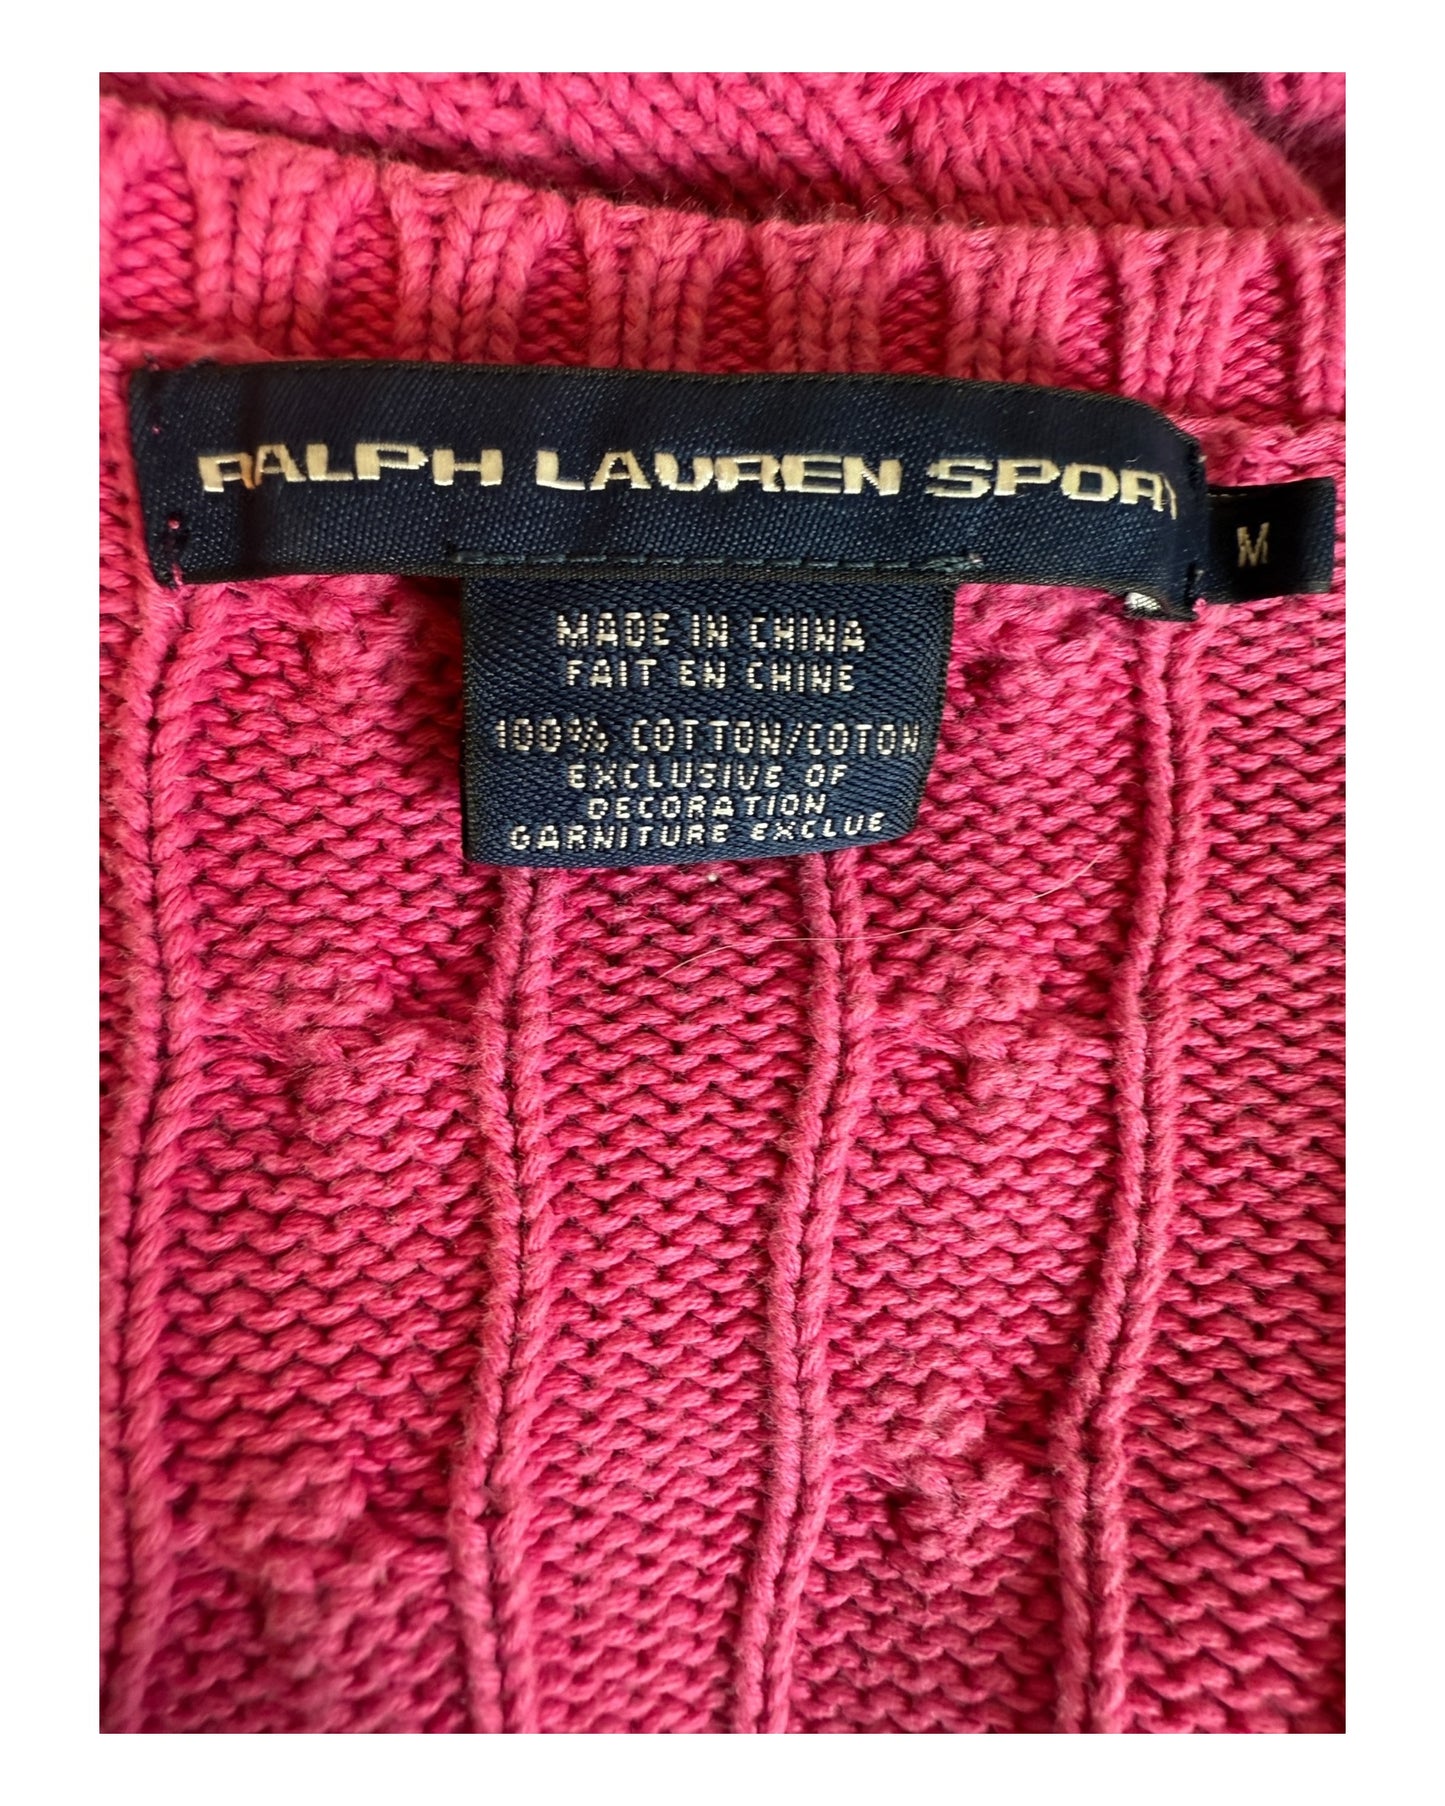 RALPH LAUREN SPORT
M
MADE IN CHINA
FAIT EN CHINE
100% COTTON/COTON
EXCLUSIVE OF
DECORATION
GARNITURE EXCLUE